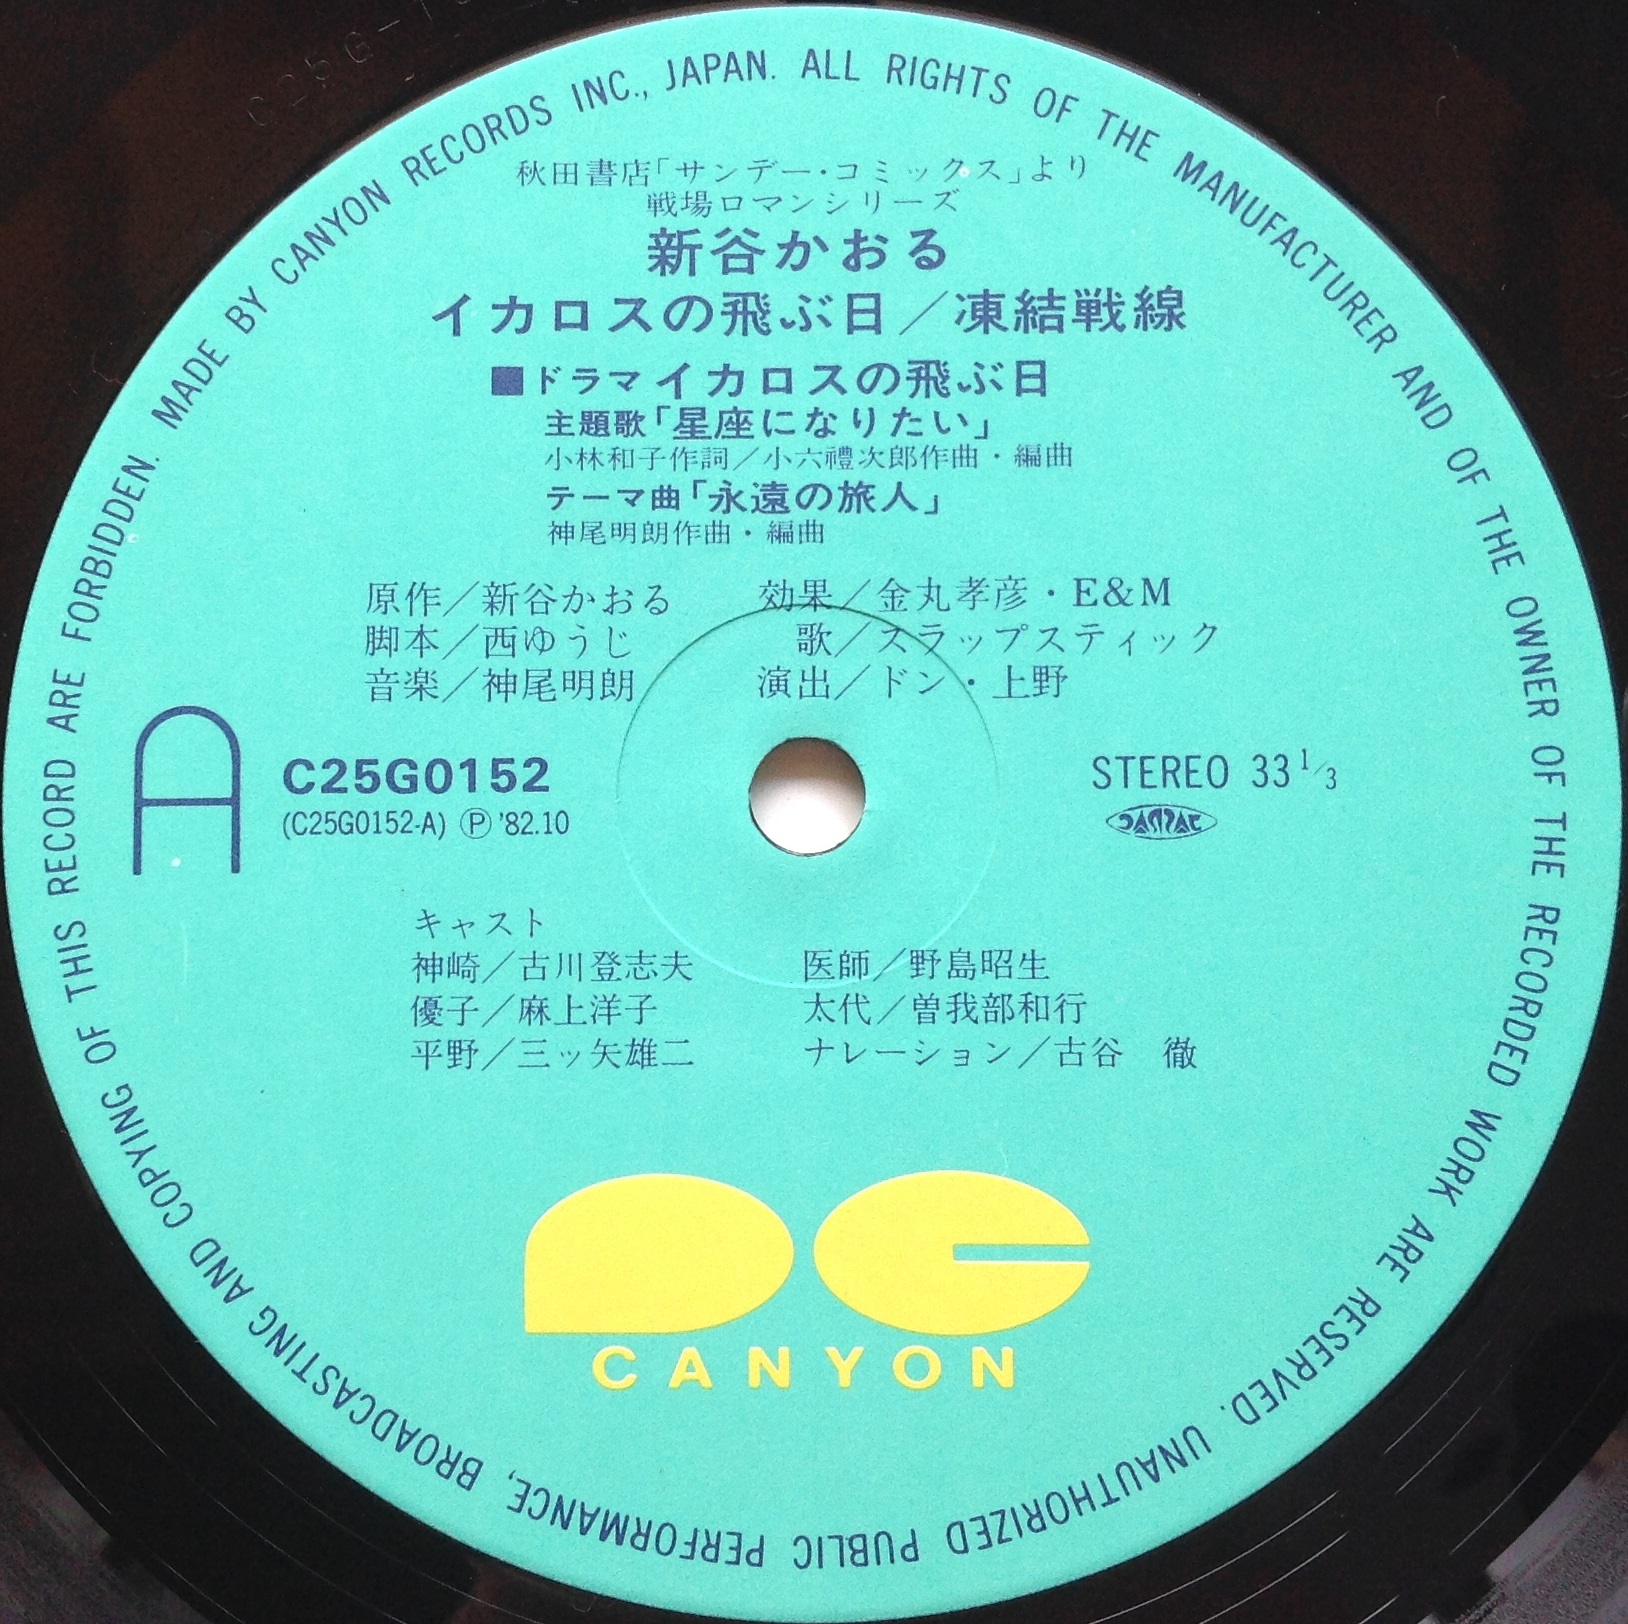 MADE BY CANYON RECORDS INC., JAPAN. ALL RIGHTS OF THE MANUFACTURER AND OF THE OWNER OF THE RECORDED WORK ARE RESERVED. UNAUTHORIZED PUBLIC PERFORMANCE, BROADCASTING AND COPYING OF THIS RECORD ARE FORBIDDEN.
秋田書店「サンデー・コミックス」より
戦場ロマンシリーズ
新谷かおる
イカロスの飛ぶ日／凍結戦線
■ドラマイカロスの飛ぶ日
主題歌「星座になりたい」
小林和子作詞／小六禮次郎作曲・編曲
テーマ曲「永遠の旅人」
神尾明朗作曲・編曲
原作／新谷かおる
脚本／西ゆうじ
音楽／神尾明朗
効果／金丸孝彦・E&M
歌／スラップスティック
演出／ドン・上野
A
C25G0152
(C25G0152-A) Ⓟ '82.10
STEREO 33 1/3
キャスト
神崎／古川登志夫
優子／麻上洋子
平野／三ッ矢雄二
医師／野島昭生
太代／曽我部和行
ナレーション／古谷 徹
PC
CANYON